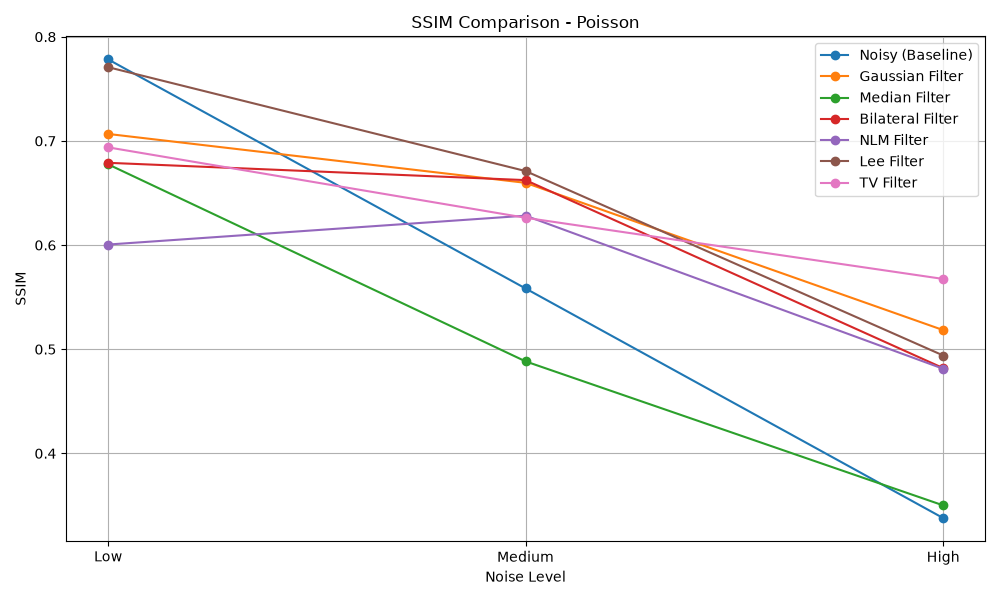 SSIM Comparison - Poisson
Noisy (Baseline)
Gaussian Filter
Median Filter
Bilateral Filter
NLM Filter
Lee Filter
TV Filter
SSIM
0.8
0.7
0.6
0.5
0.4
Low
Medium
High
Noise Level